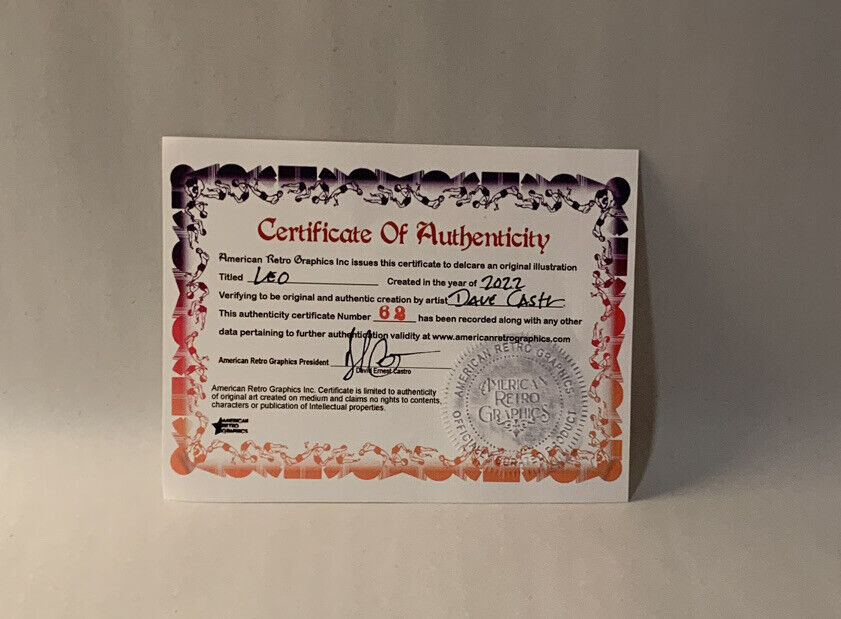 Certificate Of Authenticity
American Retro Graphics Inc issues this certificate to delcare an original illustration
Titled LEO Created in the year of 2022
Verifying to be original and authentic creation by artist Dave Castr
This authenticity certificate Number 62 has been recorded along with any other
data pertaining to further authentication validity at www.americanretrographics.com
American Retro Graphics President
David Ernest Castro
American Retro Graphics Inc. Certificate is limited to authenticity
of original art created on medium and claims no rights to contents,
characters or publication of Intellectual properties.
AMERICAN
RETRO
GRAPHICS
AMERICAN RETRO GRAPHICS
AMERICAN
RETRO
GRAPHICS
PRODUCT